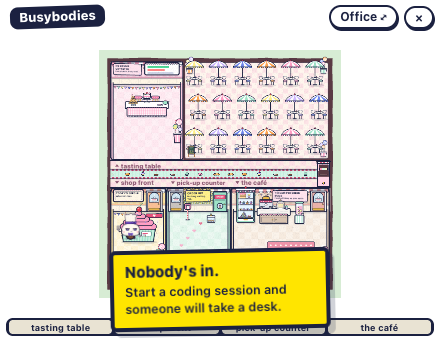 Busybodies
Office
×
tasting table
shop front
pick-up counter
the café
Nobody's in.
Start a coding session and
someone will take a desk.
tasting table
pick-up counter
the café